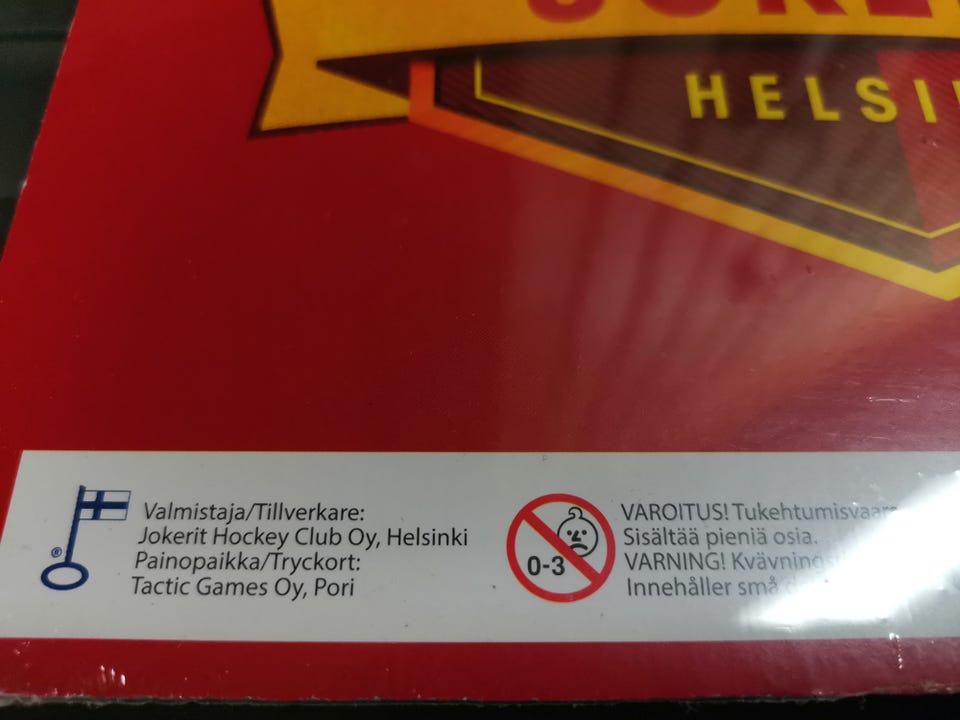 HELSI
Valmistaja/Tillverkare:
Jokerit Hockey Club Oy, Helsinki
Painopaikka/Tryckort:
Tactic Games Oy, Pori
®
0-3
VAROITUS! Tukehtumisvaara
Sisältää pieniä osia.
VARNING!
Innehåller små